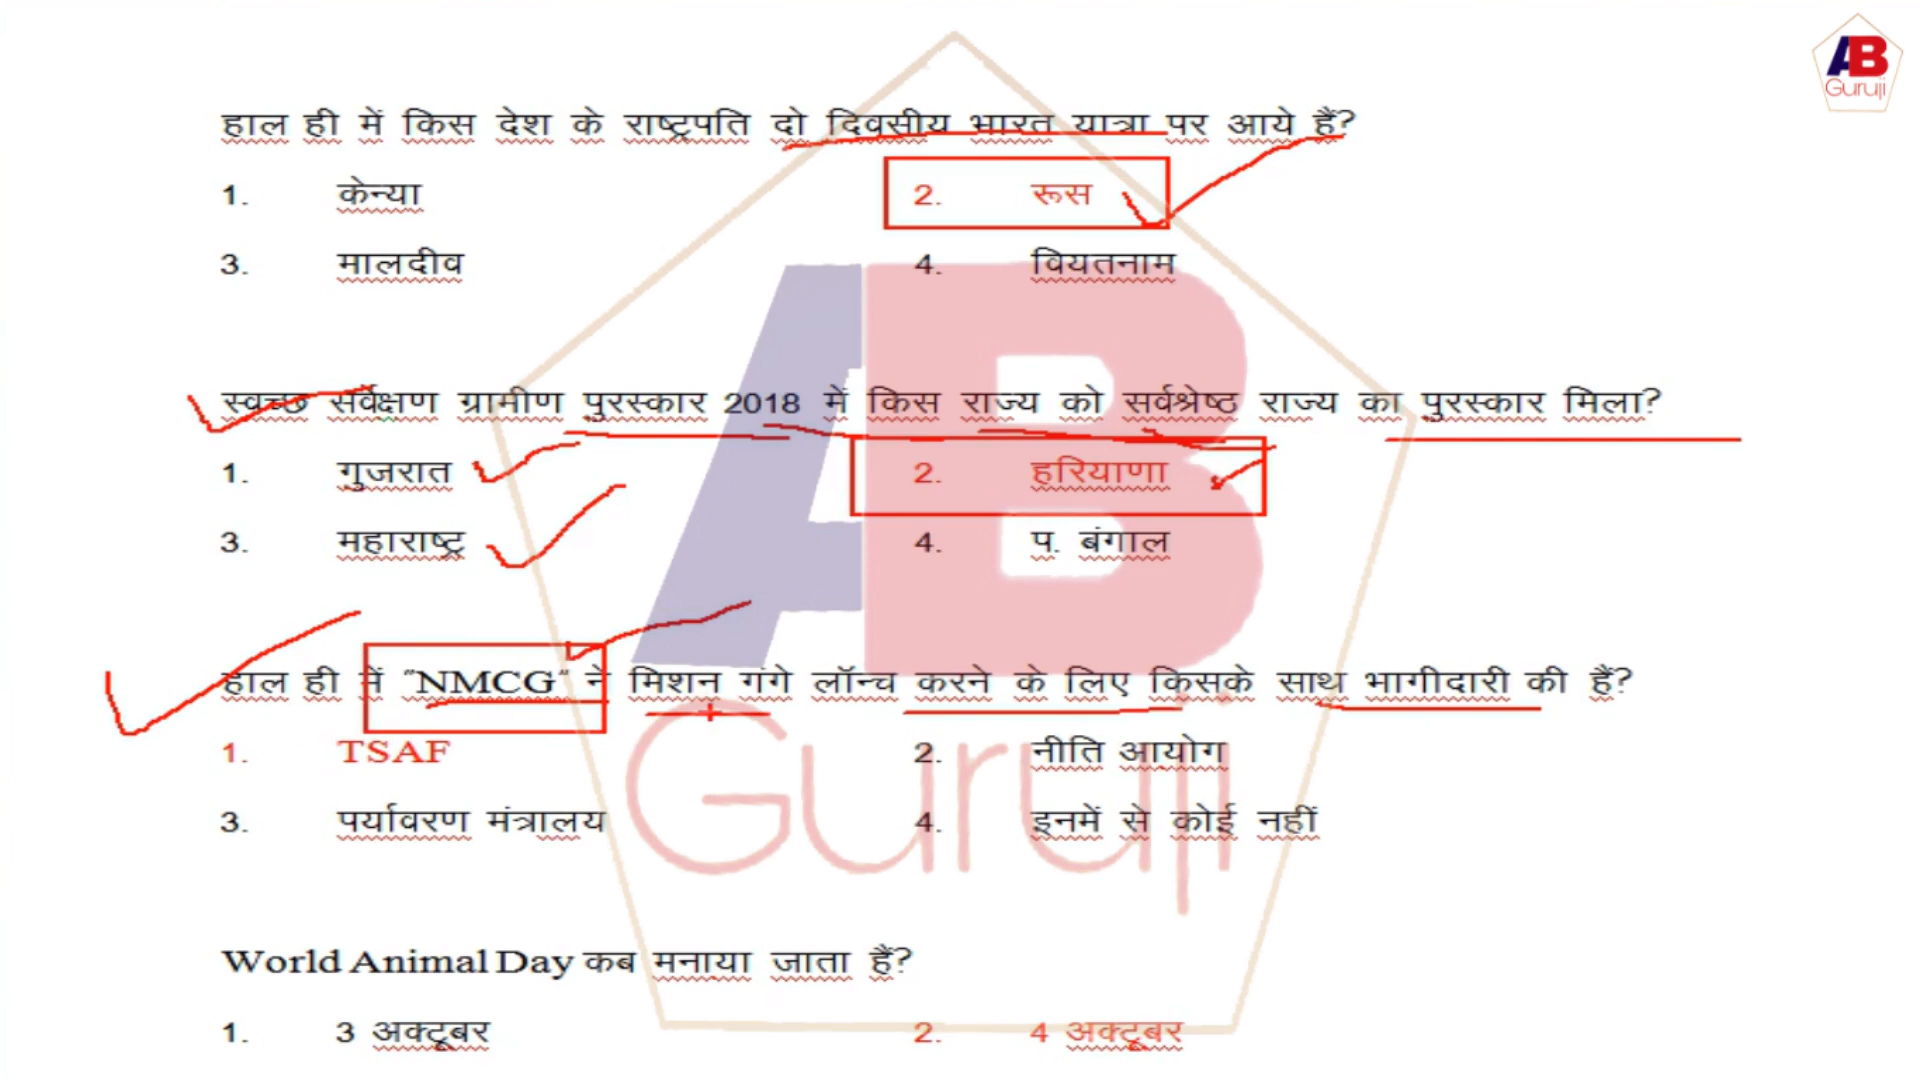 AB
Guruji
हाल ही में किस देश के राष्ट्रपति दो दिवसीय भारत यात्रा पर आये हैं?
1. केन्या 2. रूस
3. मालदीव 4. वियतनाम
स्वच्छ सर्वेक्षण ग्रामीण पुरस्कार 2018 में किस राज्य को सर्वश्रेष्ठ राज्य का पुरस्कार मिला?
1. गुजरात 2. हरियाणा
3. महाराष्ट्र 4. प. बंगाल
हाल ही में "NMCG" ने मिशन गंगे लॉन्च करने के लिए किसके साथ भागीदारी की हैं?
1. TSAF 2. नीति आयोग
3. पर्यावरण मंत्रालय 4. इनमें से कोई नहीं
World Animal Day कब मनाया जाता हैं?
1. 3 अक्टूबर 2. 4 अक्टूबर
AB
Guruji